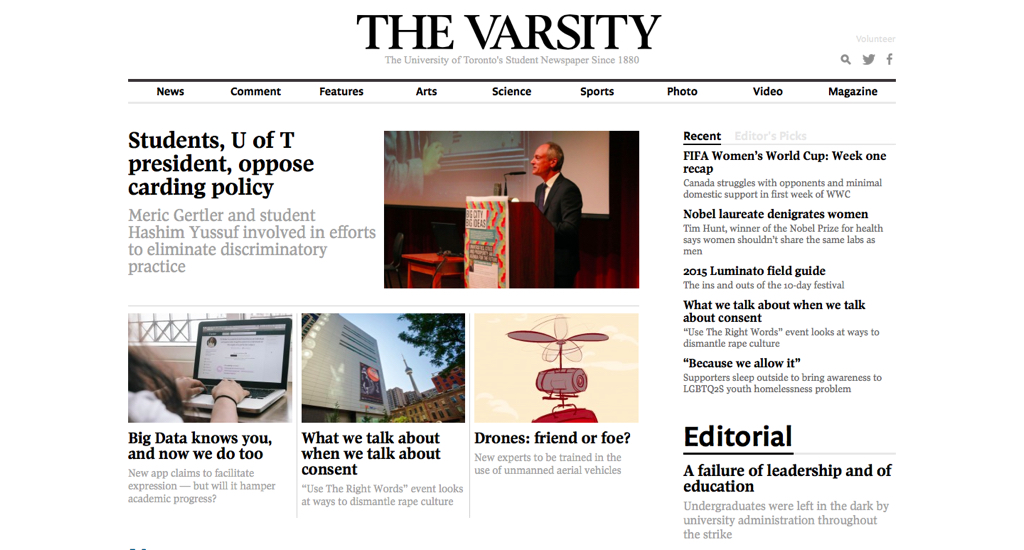 THE VARSITY
The University of Toronto's Student Newspaper Since 1880
Volunteer
News Comment Features Arts Science Sports Photo Video Magazine
Students, U of T
president, oppose
carding policy
Meric Gertler and student
Hashim Yussuf involved in efforts
to eliminate discriminatory
practice
BIG CITY
BIG IDEAS
Big Data knows you,
and now we do too
New app claims to facilitate
expression — but will it hamper
academic progress?
What we talk about
when we talk about
consent
“Use The Right Words” event looks
at ways to dismantle rape culture
Drones: friend or foe?
New experts to be trained in the
use of unmanned aerial vehicles
Recent Editor's Picks
FIFA Women's World Cup: Week one
recap
Canada struggles with opponents and minimal
domestic support in first week of WWC
Nobel laureate denigrates women
Tim Hunt, winner of the Nobel Prize for health
says women shouldn't share the same labs as
men
2015 Luminato field guide
The ins and outs of the 10-day festival
What we talk about when we talk
about consent
“Use The Right Words” event looks at ways to
dismantle rape culture
“Because we allow it”
Supporters sleep outside to bring awareness to
LGBTQ2S youth homelessness problem
Editorial
A failure of leadership and of
education
Undergraduates were left in the dark by
university administration throughout
the strike